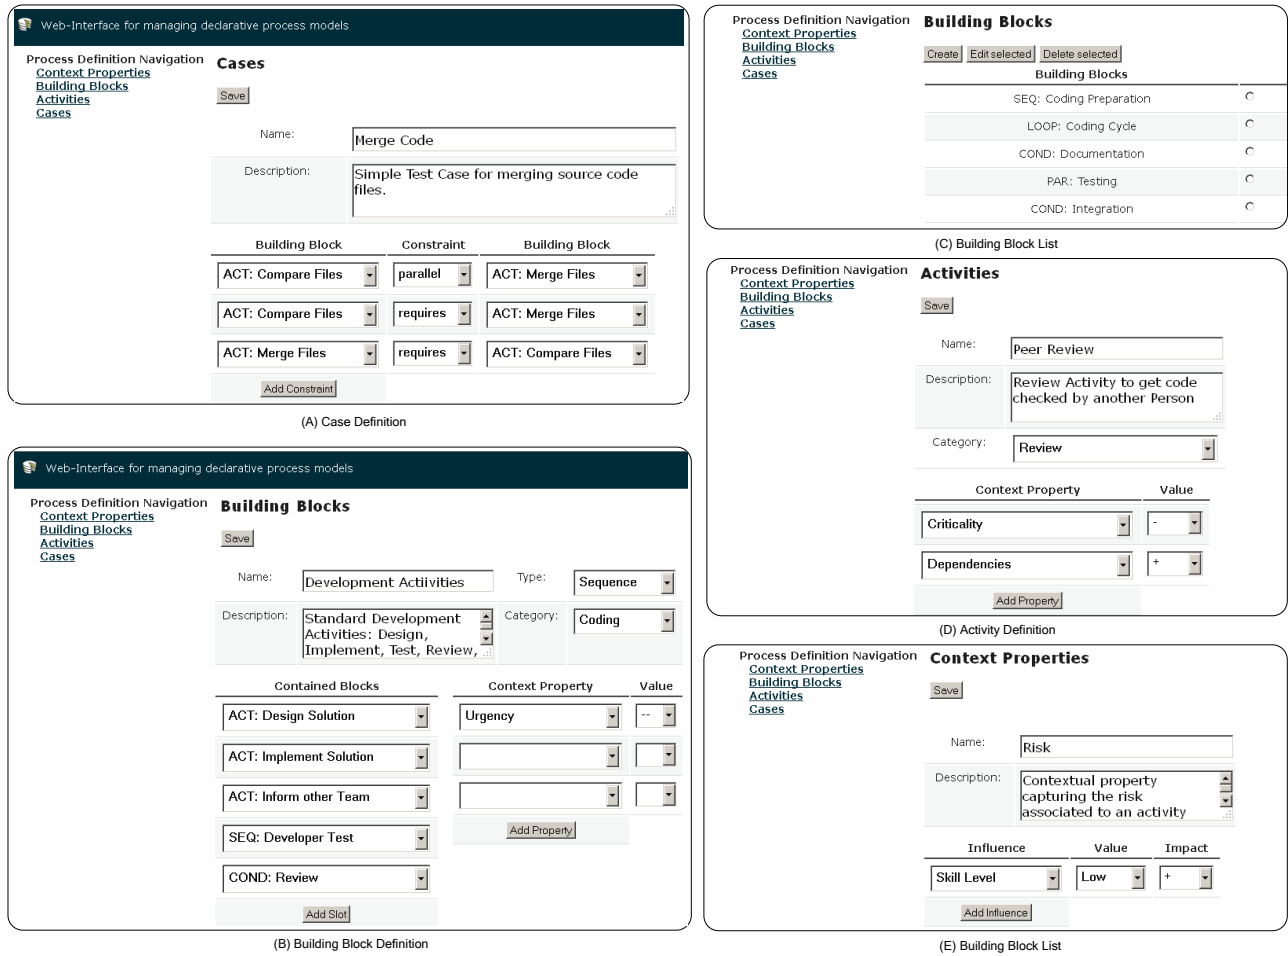 Web-Interface for managing declarative process models
Process Definition Navigation
Context Properties
Building Blocks
Activities
Cases
Cases
Save
Name:
Merge Code
Description:
Simple Test Case for merging source code
files.
Building Block Constraint Building Block
ACT: Compare Files parallel ACT: Merge Files
ACT: Compare Files requires ACT: Merge Files
ACT: Merge Files requires ACT: Compare Files
Add Constraint
(A) Case Definition
Web-Interface for managing declarative process models
Process Definition Navigation
Context Properties
Building Blocks
Activities
Cases
Building Blocks
Save
Name: Development Actiivities Type: Sequence
Description: Standard Development Category: Coding
Activities: Design,
Implement, Test, Review,
Contained Blocks Context Property Value
ACT: Design Solution Urgency --
ACT: Implement Solution
ACT: Inform other Team
SEQ: Developer Test Add Property
COND: Review
Add Slot
(B) Building Block Definition
Process Definition Navigation
Context Properties
Building Blocks
Activities
Cases
Building Blocks
Create Edit selected Delete selected
Building Blocks
SEQ: Coding Preparation
LOOP: Coding Cycle
COND: Documentation
PAR: Testing
COND: Integration
(C) Building Block List
Process Definition Navigation
Context Properties
Building Blocks
Activities
Cases
Activities
Save
Name: Peer Review
Description: Review Activity to get code
checked by another Person
Category: Review
Context Property Value
Criticality -
Dependencies +
Add Property
(D) Activity Definition
Process Definition Navigation
Context Properties
Building Blocks
Activities
Cases
Context Properties
Save
Name: Risk
Description: Contextual property
capturing the risk
associated to an activity
Influence Value Impact
Skill Level Low +
Add Influence
(E) Building Block List